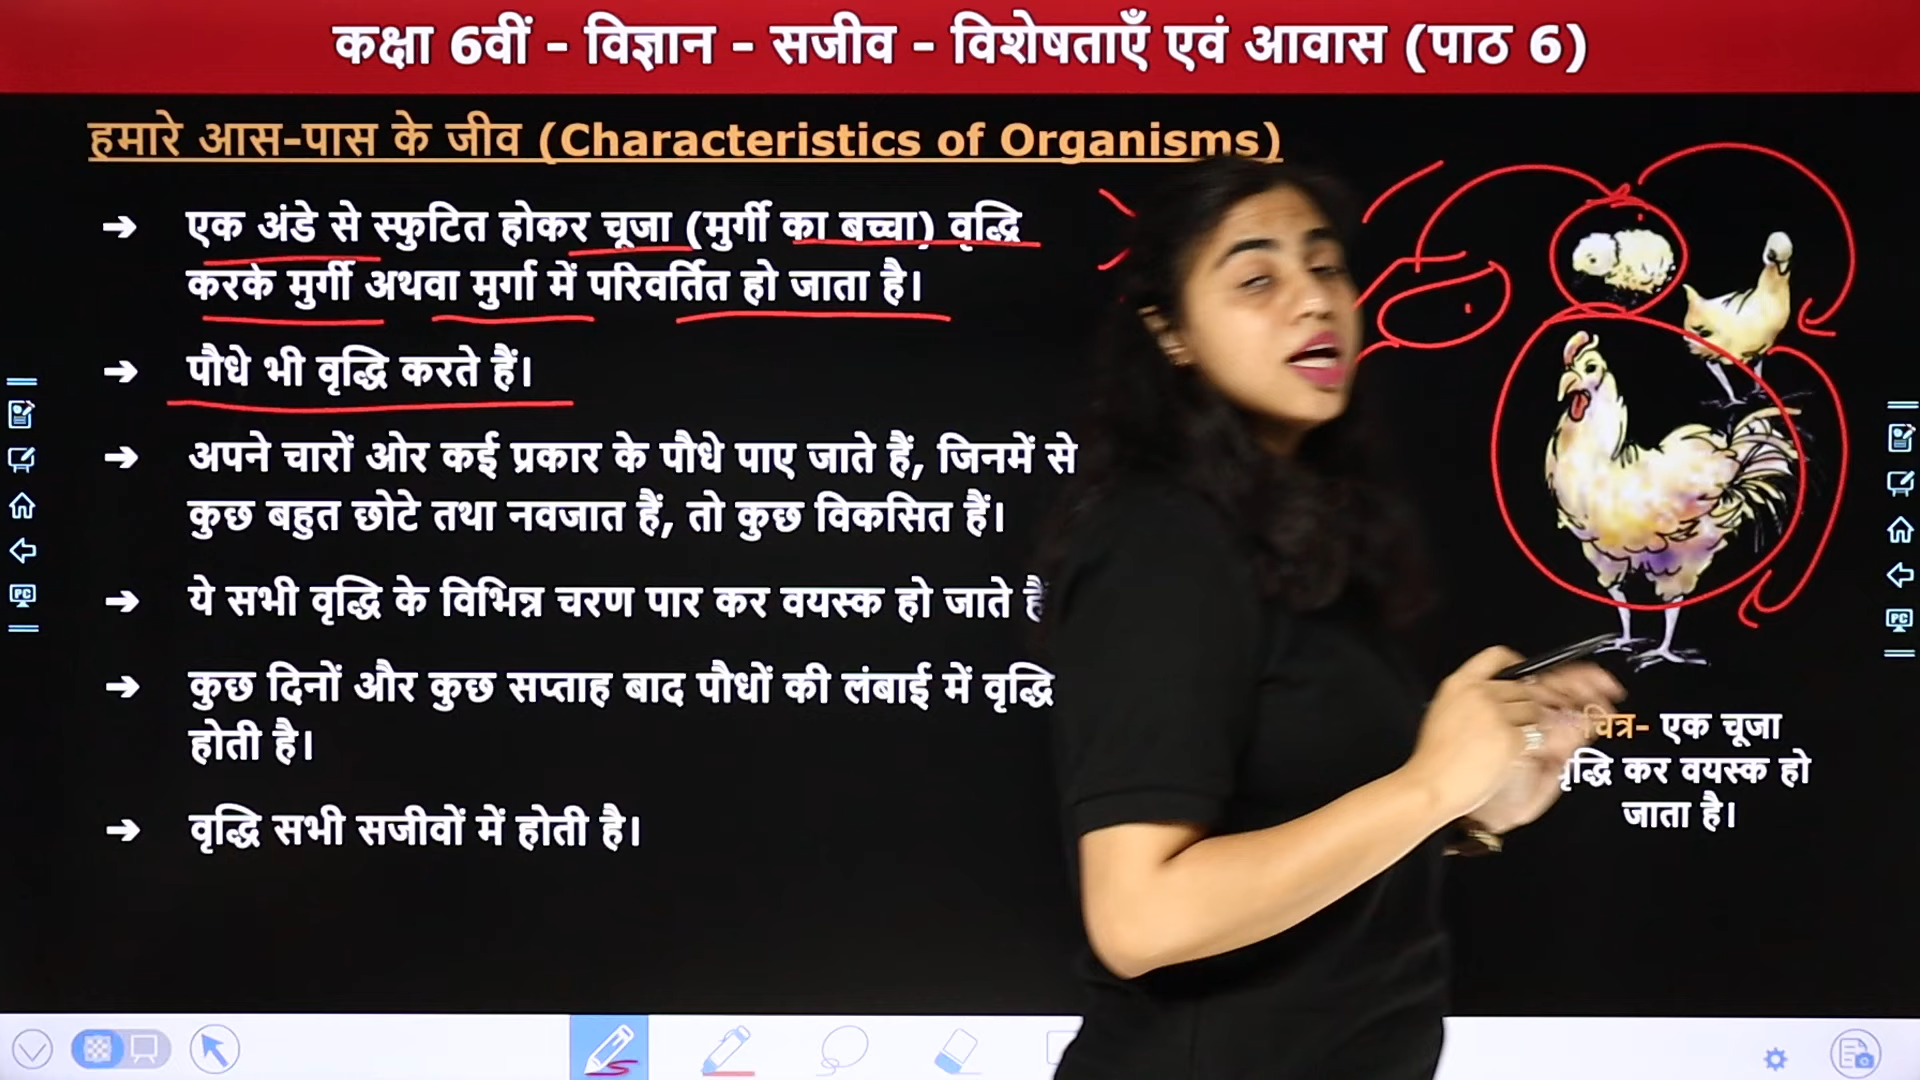 कक्षा 6वीं – विज्ञान – सजीव – विशेषताएँ एवं आवास (पाठ 6)
हमारे आस-पास के जीव (Characteristics of Organisms)
➔ एक अंडे से स्फुटित होकर चूजा (मुर्गी का बच्चा) वृद्धि
करके मुर्गी अथवा मुर्गा में परिवर्तित हो जाता है।
➔ पौधे भी वृद्धि करते हैं।
➔ अपने चारों ओर कई प्रकार के पौधे पाए जाते हैं, जिनमें से
कुछ बहुत छोटे तथा नवजात हैं, तो कुछ विकसित हैं।
➔ ये सभी वृद्धि के विभिन्न चरण पार कर वयस्क हो जाते
➔ कुछ दिनों और कुछ सप्ताह बाद पौधों की लंबाई में वृद्धि
होती है।
➔ वृद्धि सभी सजीवों में होती है।
चित्र- एक चूजा
वृद्धि कर वयस्क हो
जाता है।
PC
PC